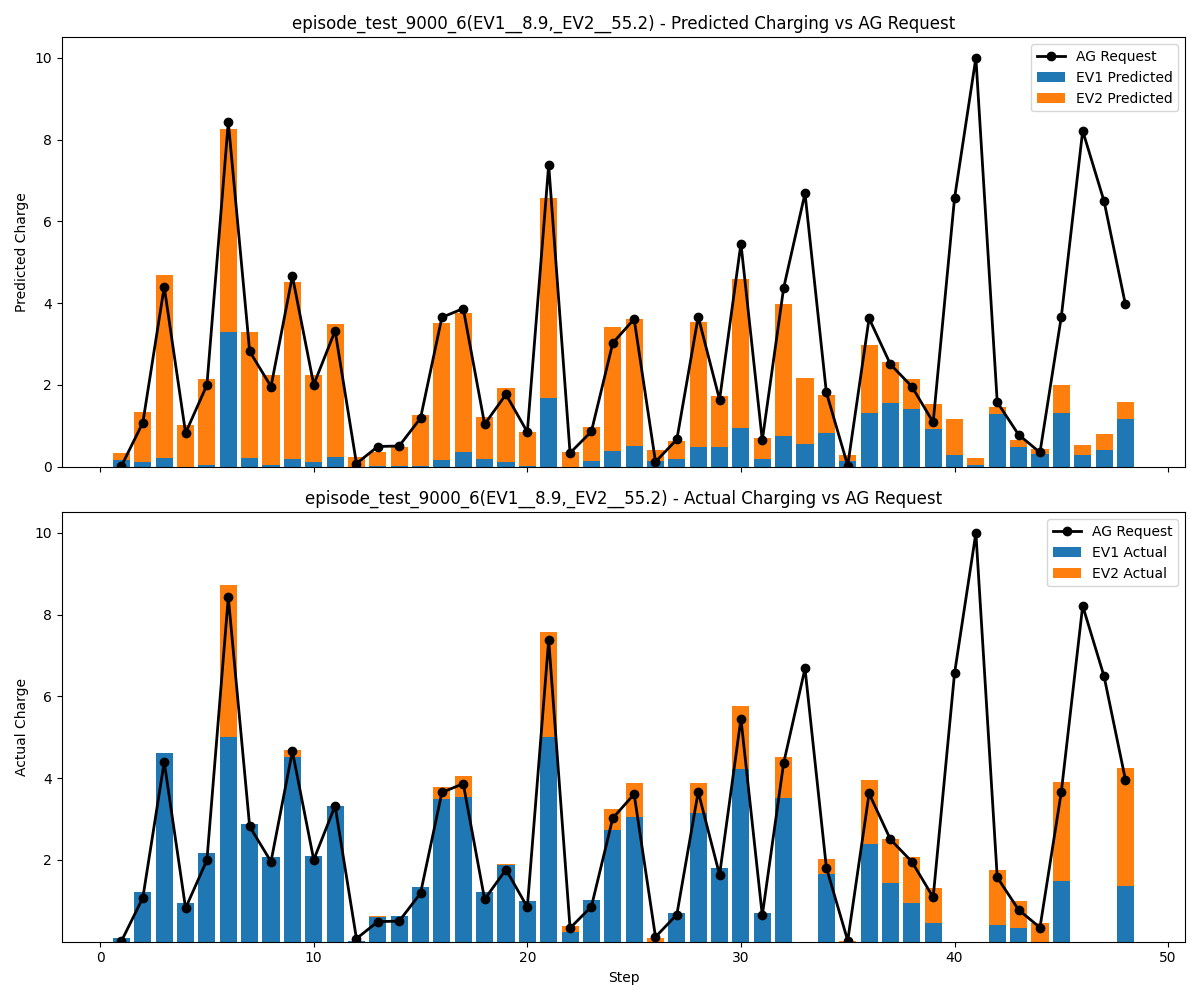 episode_test_9000_6(EV1__8.9,_EV2__55.2) - Predicted Charging vs AG Request
10
8
6
4
2
0
Predicted Charge
AG Request
EV1 Predicted
EV2 Predicted
episode_test_9000_6(EV1__8.9,_EV2__55.2) - Actual Charging vs AG Request
10
8
6
4
2
Actual Charge
AG Request
EV1 Actual
EV2 Actual
0 10 20 30 40 50
Step